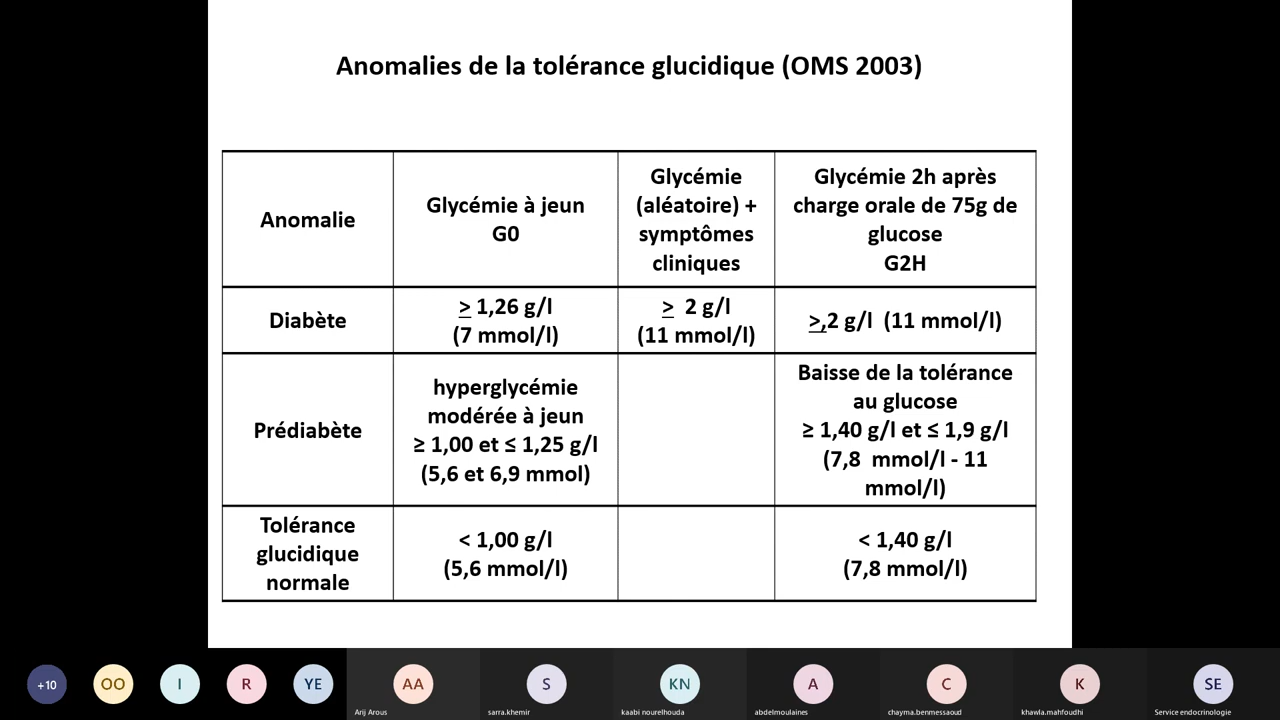 Anomalies de la tolérance glucidique (OMS 2003)
Anomalie
Glycémie à jeun
G0
Glycémie
(aléatoire) +
symptômes
cliniques
Glycémie 2h après
charge orale de 75g de
glucose
G2H
Diabète
≥ 1,26 g/l
(7 mmol/l)
≥ 2 g/l
(11 mmol/l)
≥,2 g/l (11 mmol/l)
Prédiabète
hyperglycémie
modérée à jeun
≥ 1,00 et ≤ 1,25 g/l
(5,6 et 6,9 mmol)
Baisse de la tolérance
au glucose
≥ 1,40 g/l et ≤ 1,9 g/l
(7,8 mmol/l - 11
mmol/l)
Tolérance
glucidique
normale
< 1,00 g/l
(5,6 mmol/l)
< 1,40 g/l
(7,8 mmol/l)
+10
OO
I
R
YE
AA
Arij Arous
S
sarra.khemir
KN
kaabi nourelhouda
A
abdelmoulaines
C
chayma.benmessaoud
K
khawla.mahfoudhi
SE
Service endocrinologie